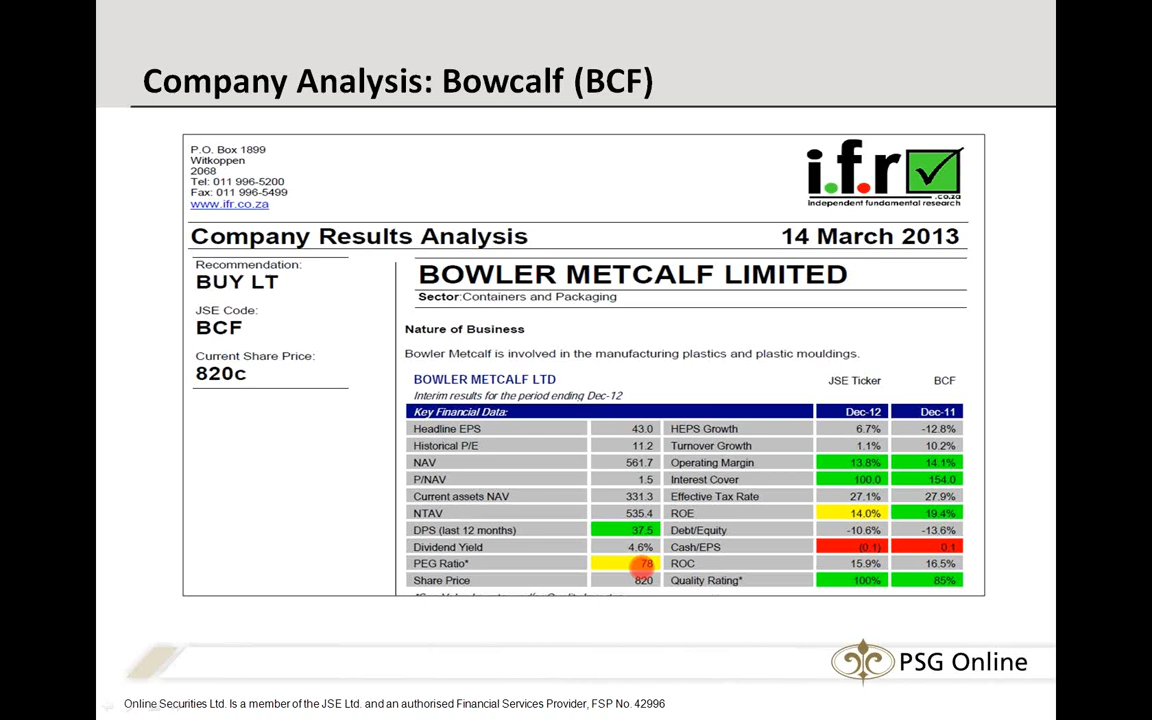 Company Analysis: Bowcalf (BCF)
P.O. Box 1899
Witkoppen
2068
Tel: 011 996-5200
Fax: 011 996-5499
www.ifr.co.za
i.f.r
.co.za
independent fundamental research
Company Results Analysis 14 March 2013
Recommendation:
BUY LT
JSE Code:
BCF
Current Share Price:
820c
BOWLER METCALF LIMITED
Sector:Containers and Packaging
Nature of Business
Bowler Metcalf is involved in the manufacturing plastics and plastic mouldings.
BOWLER METCALF LTD JSE Ticker BCF
Interim results for the period ending Dec-12
Key Financial Data: Dec-12 Dec-11
Headline EPS 43.0 HEPS Growth 6.7% -12.8%
Historical P/E 11.2 Turnover Growth 1.1% 10.2%
NAV 561.7 Operating Margin 13.8% 14.1%
P/NAV 1.5 Interest Cover 100.0 154.0
Current assets NAV 331.3 Effective Tax Rate 27.1% 27.9%
NTAV 535.4 ROE 14.0% 19.4%
DPS (last 12 months) 37.5 Debt/Equity -10.6% -13.6%
Dividend Yield 4.6% Cash/EPS (0.1) 0.1
PEG Ratio* 78 ROC 15.9% 16.5%
Share Price 820 Quality Rating* 100% 85%
PSG Online
Online Securities Ltd. Is a member of the JSE Ltd. and an authorised Financial Services Provider, FSP No. 42996